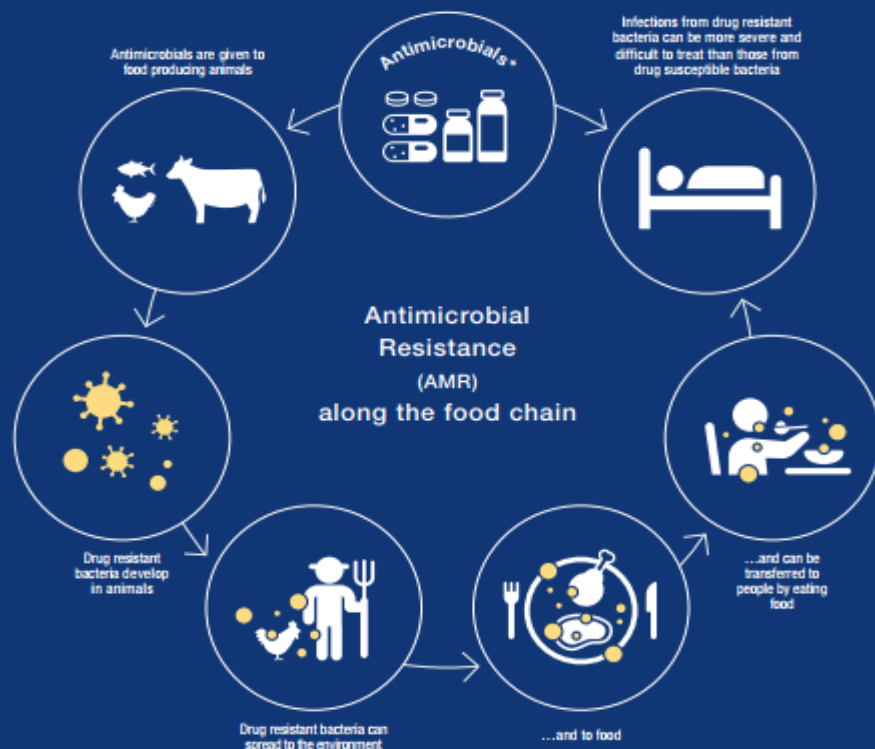 Antimicrobials*
Antimicrobials are given to
food producing animals
Infections from drug resistant
bacteria can be more severe and
difficult to treat than those from
drug susceptible bacteria
Antimicrobial
Resistance
(AMR)
along the food chain
Drug resistant
bacteria develop
in animals
Drug resistant bacteria can
spread to the environment
...and to food
...and can be
transferred to
people by eating
food